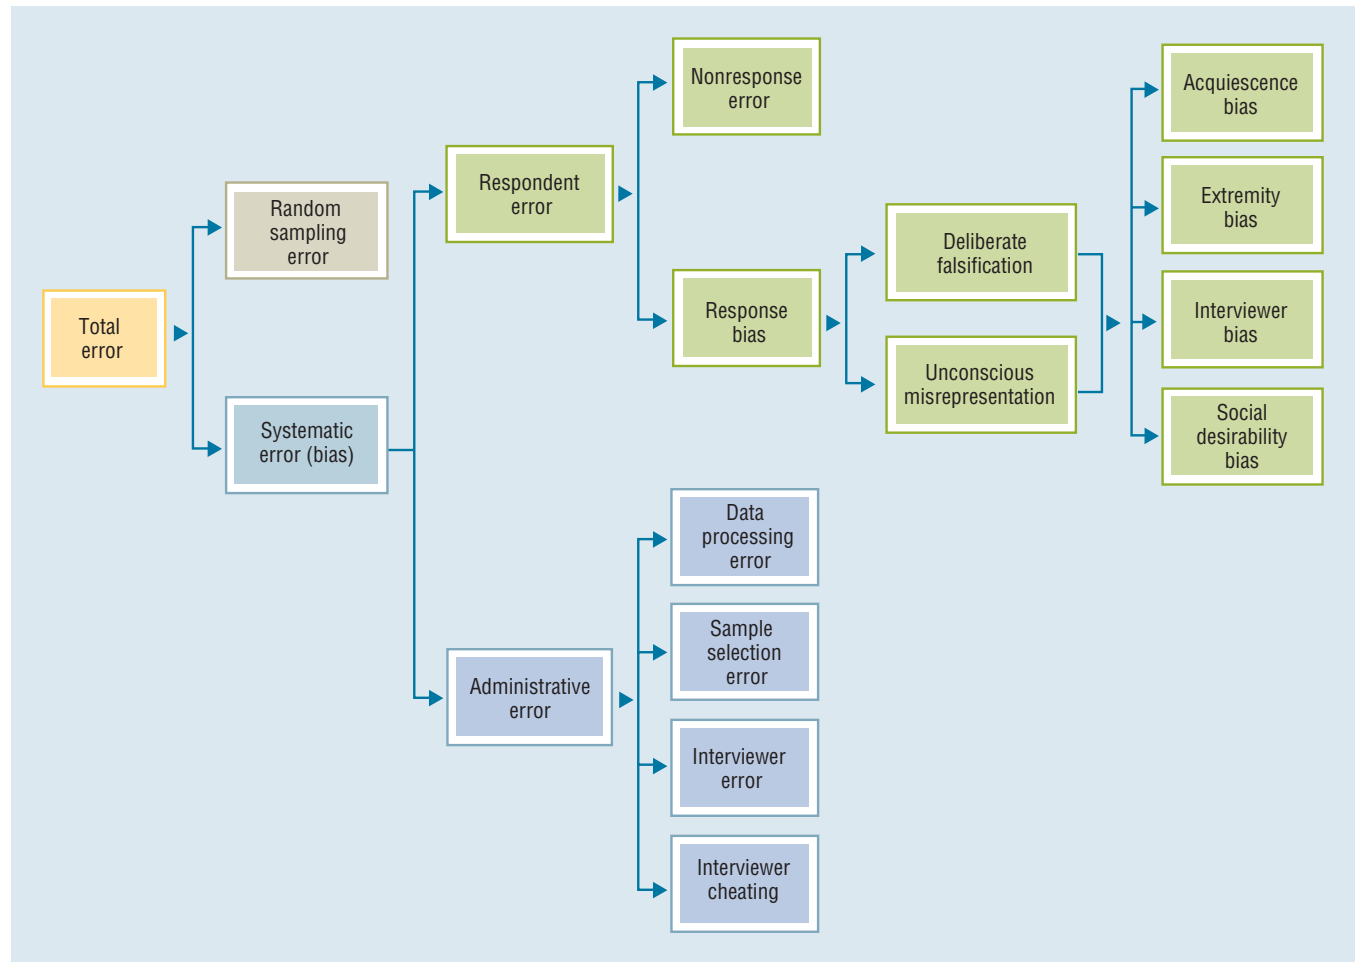 Total
error
Random
sampling
error
Systematic
error (bias)
Respondent
error
Administrative
error
Nonresponse
error
Response
bias
Data
processing
error
Sample
selection
error
Interviewer
error
Interviewer
cheating
Deliberate
falsification
Unconscious
misrepresentation
Acquiescence
bias
Extremity
bias
Interviewer
bias
Social
desirability
bias